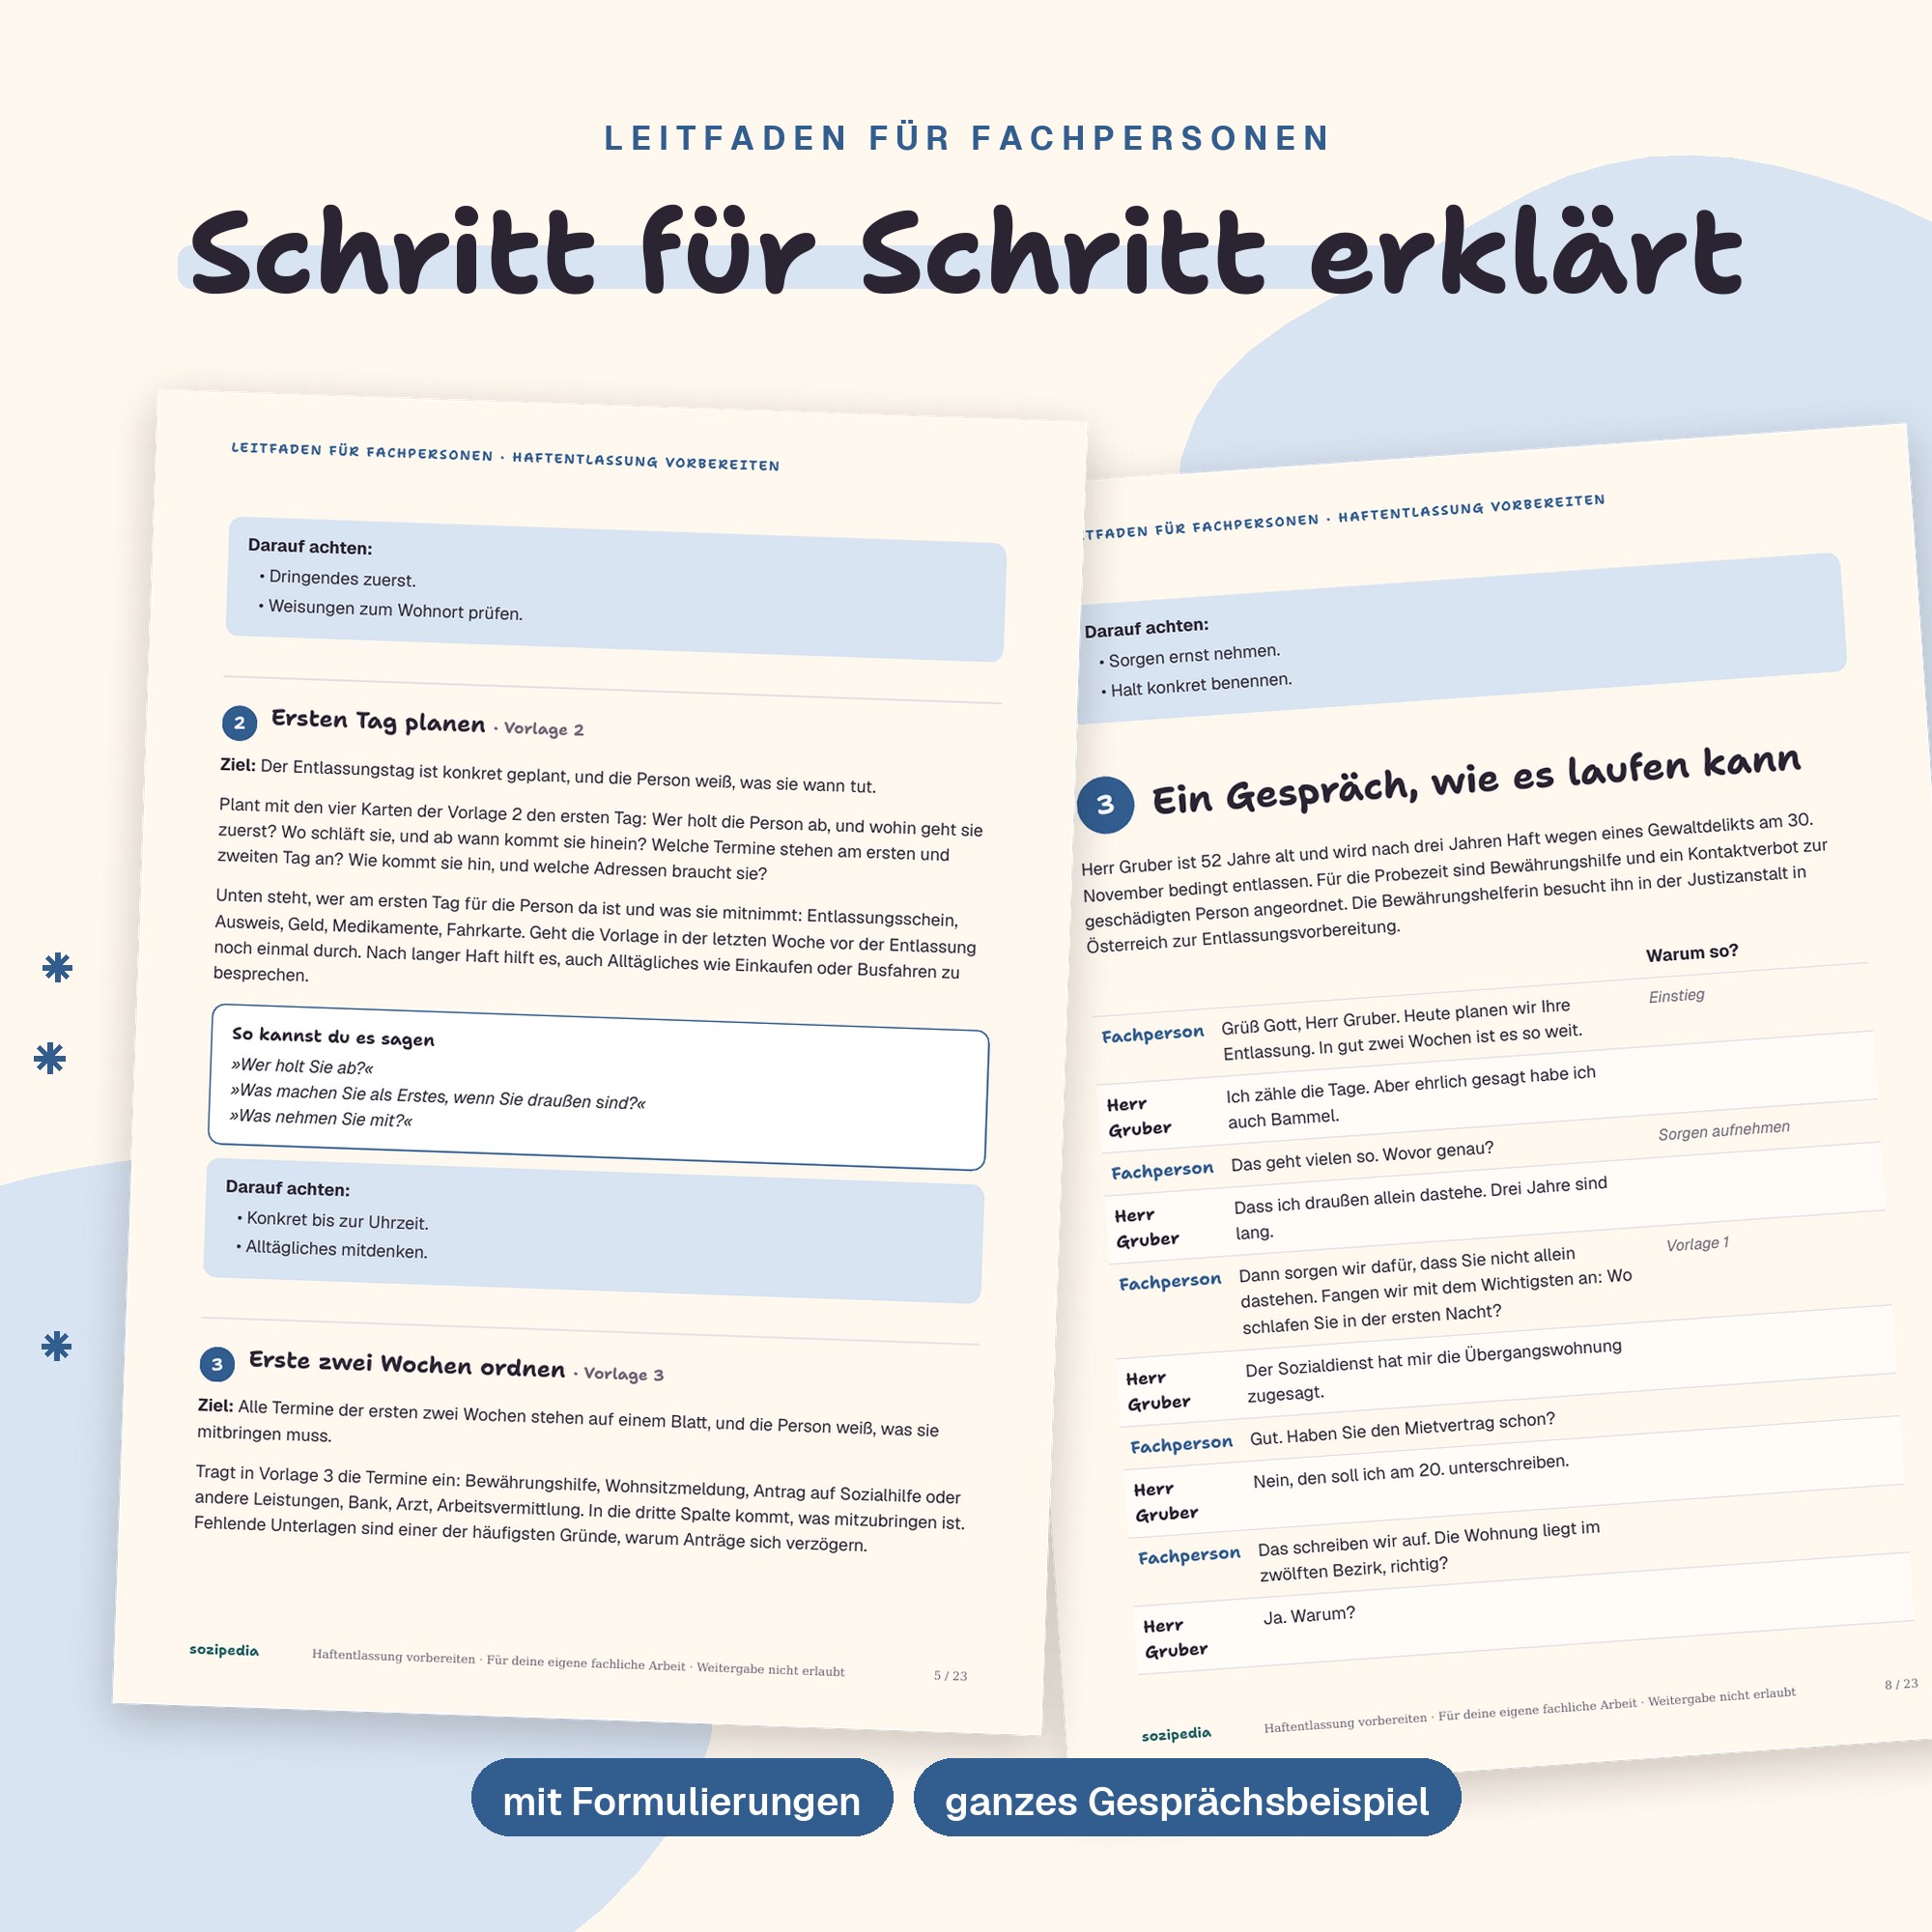 LEITFADEN FÜR FACHPERSONEN
Schritt für Schritt erklärt
LEITFADEN FÜR FACHPERSONEN · HAFTENTLASSUNG VORBEREITEN
Darauf achten:
• Dringendes zuerst.
• Weisungen zum Wohnort prüfen.
2 Ersten Tag planen · Vorlage 2
Ziel: Der Entlassungstag ist konkret geplant, und die Person weiß, was sie wann tut.
Plant mit den vier Karten der Vorlage 2 den ersten Tag: Wer holt die Person ab, und wohin geht sie
zuerst? Wo schläft sie, und ab wann kommt sie hinein? Welche Termine stehen am ersten und
zweiten Tag an? Wie kommt sie hin, und welche Adressen braucht sie?
Unten steht, wer am ersten Tag für die Person da ist und was sie mitnimmt: Entlassungsschein,
Ausweis, Geld, Medikamente, Fahrkarte. Geht die Vorlage in der letzten Woche vor der Entlassung
noch einmal durch. Nach langer Haft hilft es, auch Alltägliches wie Einkaufen oder Busfahren zu
besprechen.
So kannst du es sagen
»Wer holt Sie ab?«
»Was machen Sie als Erstes, wenn Sie draußen sind?«
»Was nehmen Sie mit?«
Darauf achten:
• Konkret bis zur Uhrzeit.
• Alltägliches mitdenken.
3 Erste zwei Wochen ordnen · Vorlage 3
Ziel: Alle Termine der ersten zwei Wochen stehen auf einem Blatt, und die Person weiß, was sie
mitbringen muss.
Tragt in Vorlage 3 die Termine ein: Bewährungshilfe, Wohnsitzmeldung, Antrag auf Sozialhilfe oder
andere Leistungen, Bank, Arzt, Arbeitsvermittlung. In die dritte Spalte kommt, was mitzubringen ist.
Fehlende Unterlagen sind einer der häufigsten Gründe, warum Anträge sich verzögern.
sozipedia Haftentlassung vorbereiten · Für deine eigene fachliche Arbeit · Weitergabe nicht erlaubt 5 / 23
TFADEN FÜR FACHPERSONEN · HAFTENTLASSUNG VORBEREITEN
Darauf achten:
• Sorgen ernst nehmen.
• Halt konkret benennen.
3 Ein Gespräch, wie es laufen kann
Herr Gruber ist 52 Jahre alt und wird nach drei Jahren Haft wegen eines Gewaltdelikts am 30.
November bedingt entlassen. Für die Probezeit sind Bewährungshilfe und ein Kontaktverbot zur
geschädigten Person angeordnet. Die Bewährungshelferin besucht ihn in der Justizanstalt in
Österreich zur Entlassungsvorbereitung.
Warum so?
Fachperson Grüß Gott, Herr Gruber. Heute planen wir Ihre Einstieg
Entlassung. In gut zwei Wochen ist es so weit.
Herr Ich zähle die Tage. Aber ehrlich gesagt habe ich
Gruber auch Bammel.
Fachperson Das geht vielen so. Wovor genau? Sorgen aufnehmen
Herr Dass ich draußen allein dastehe. Drei Jahre sind
Gruber lang.
Fachperson Dann sorgen wir dafür, dass Sie nicht allein Vorlage 1
dastehen. Fangen wir mit dem Wichtigsten an: Wo
schlafen Sie in der ersten Nacht?
Herr Der Sozialdienst hat mir die Übergangswohnung
Gruber zugesagt.
Fachperson Gut. Haben Sie den Mietvertrag schon?
Herr Nein, den soll ich am 20. unterschreiben.
Gruber
Fachperson Das schreiben wir auf. Die Wohnung liegt im
zwölften Bezirk, richtig?
Herr Ja. Warum?
Gruber
sozipedia Haftentlassung vorbereiten · Für deine eigene fachliche Arbeit · Weitergabe nicht erlaubt 8 / 23
mit Formulierungen
ganzes Gesprächsbeispiel